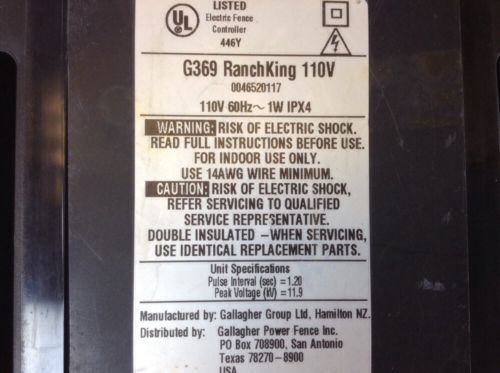 LISTED
UL
Electric Fence
Controller
446Y
G369 RanchKing 110V
0046520117
110V 60Hz~ 1W IPX4
WARNING: RISK OF ELECTRIC SHOCK.
READ FULL INSTRUCTIONS BEFORE USE.
FOR INDOOR USE ONLY.
USE 14AWG WIRE MINIMUM.
CAUTION: RISK OF ELECTRIC SHOCK,
REFER SERVICING TO QUALIFIED
SERVICE REPRESENTATIVE.
DOUBLE INSULATED -WHEN SERVICING,
USE IDENTICAL REPLACEMENT PARTS.
Unit Specifications
Pulse Interval (sec) =1.20
Peak Voltage (kV) =11.9
Manufactured by: Gallagher Group Ltd, Hamilton NZ.
Distributed by: Gallagher Power Fence Inc.
PO Box 708900, San Antonio
Texas 78270-8900
USA